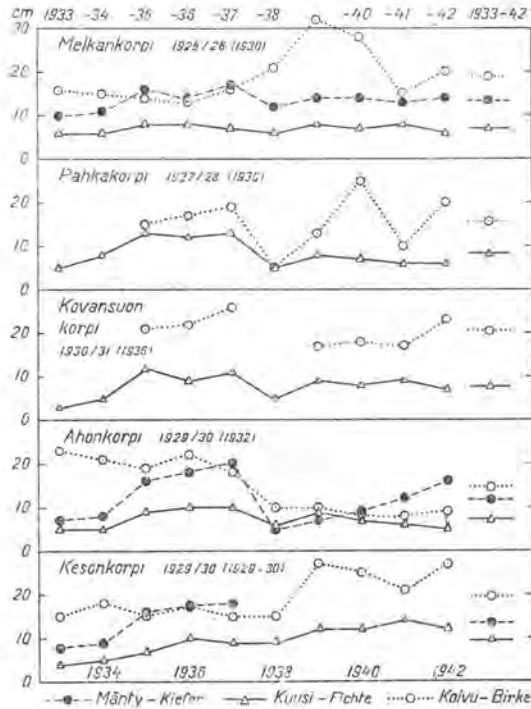 cm 1933 -34 -35 -36 -37 -38 -40 -41 -42 1933-42
30
Melkankorpi 1925/26 (1930)
20
10
0
Pahkakorpi 1927/28 (1930)
20
10
0
Kovansuon
korpi
20
1930/31 (1936)
10
0
Ahonkorpi 1929/30 (1932)
20
10
0
Kesonkorpi 1929/30 (1929-30)
20
10
0
1934 1936 1938 1940 1942
Mänty-Kiefer Kuusi-Fichte Koivu-Birke